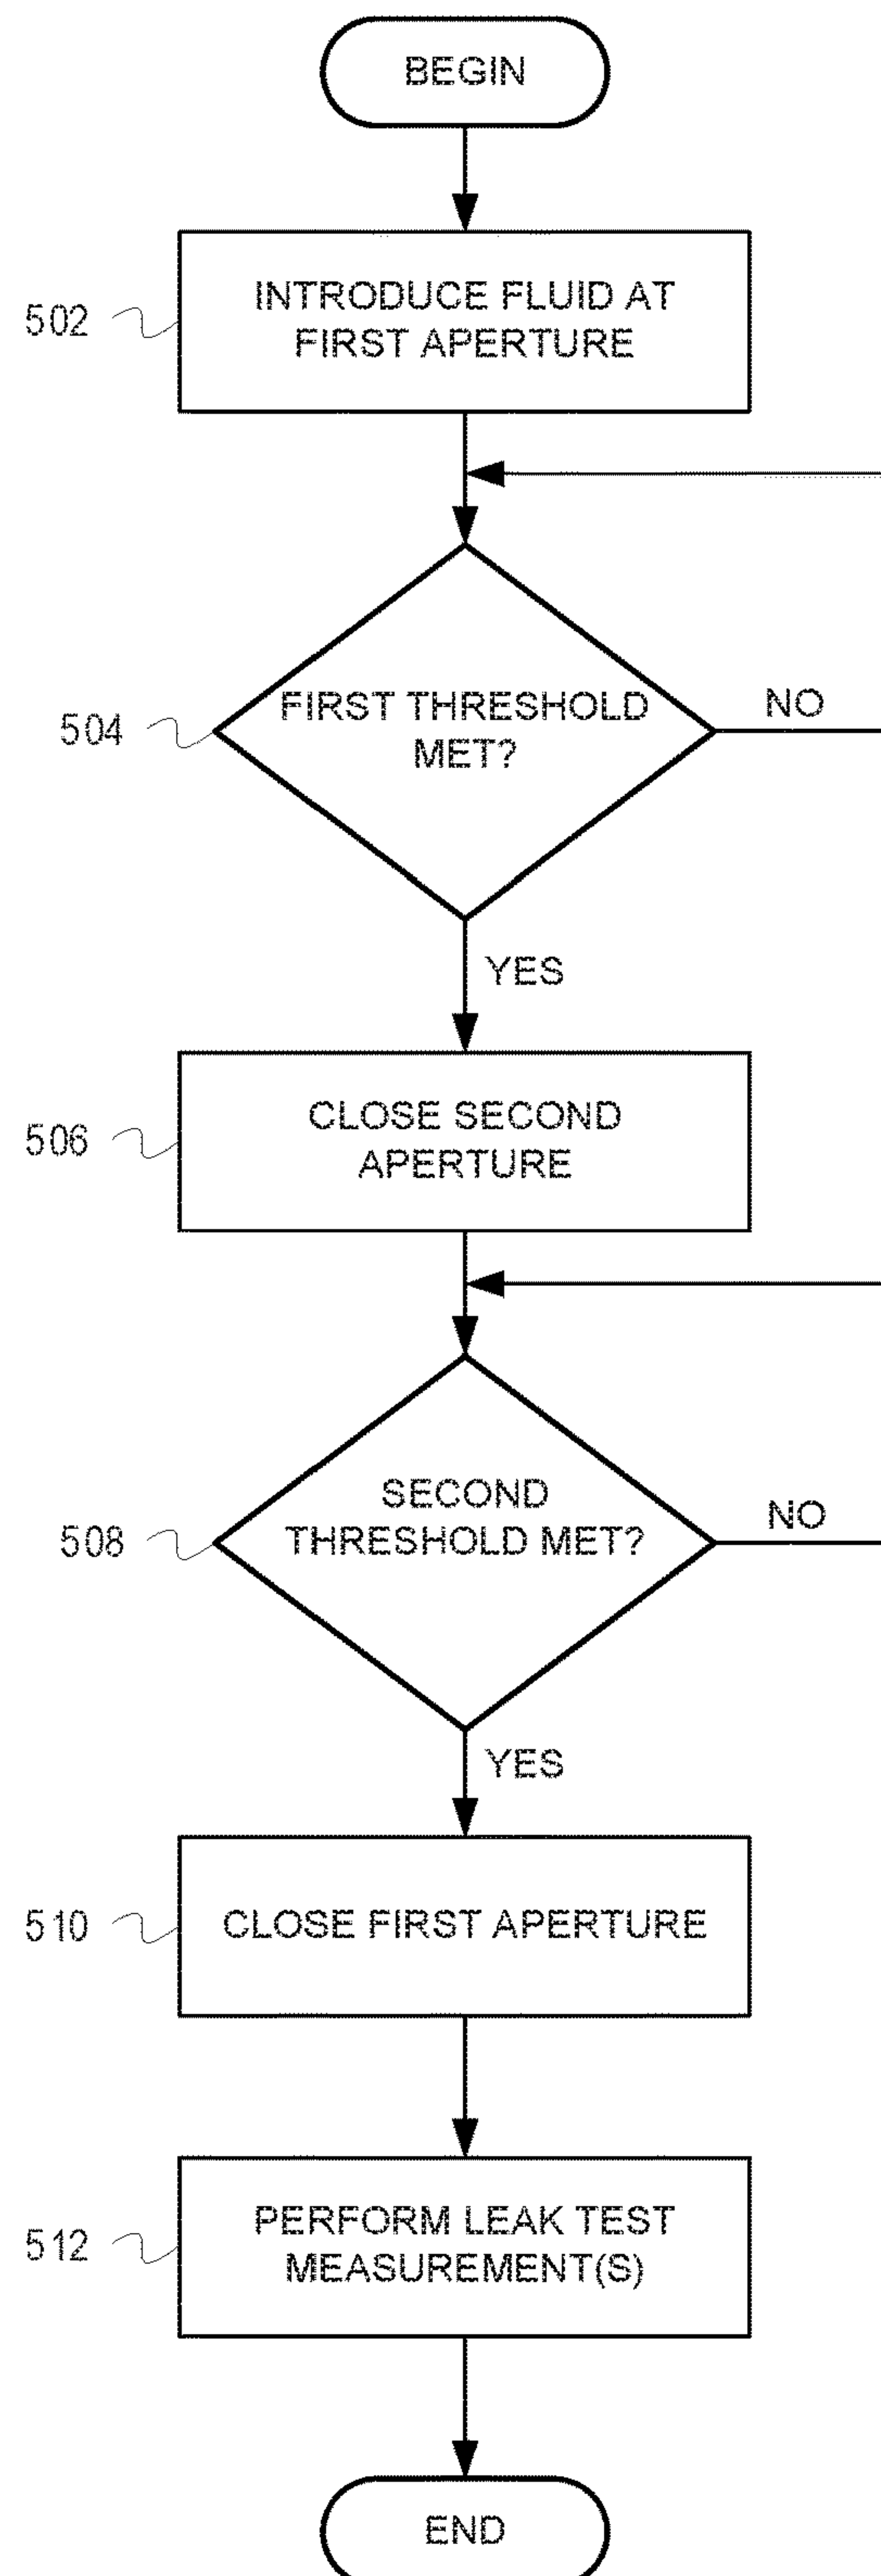 BEGIN
502
INTRODUCE FLUID AT
FIRST APERTURE
504
FIRST THRESHOLD
MET?
NO
YES
506
CLOSE SECOND
APERTURE
508
SECOND
THRESHOLD MET?
NO
YES
510
CLOSE FIRST APERTURE
512
PERFORM LEAK TEST
MEASUREMENT(S)
END